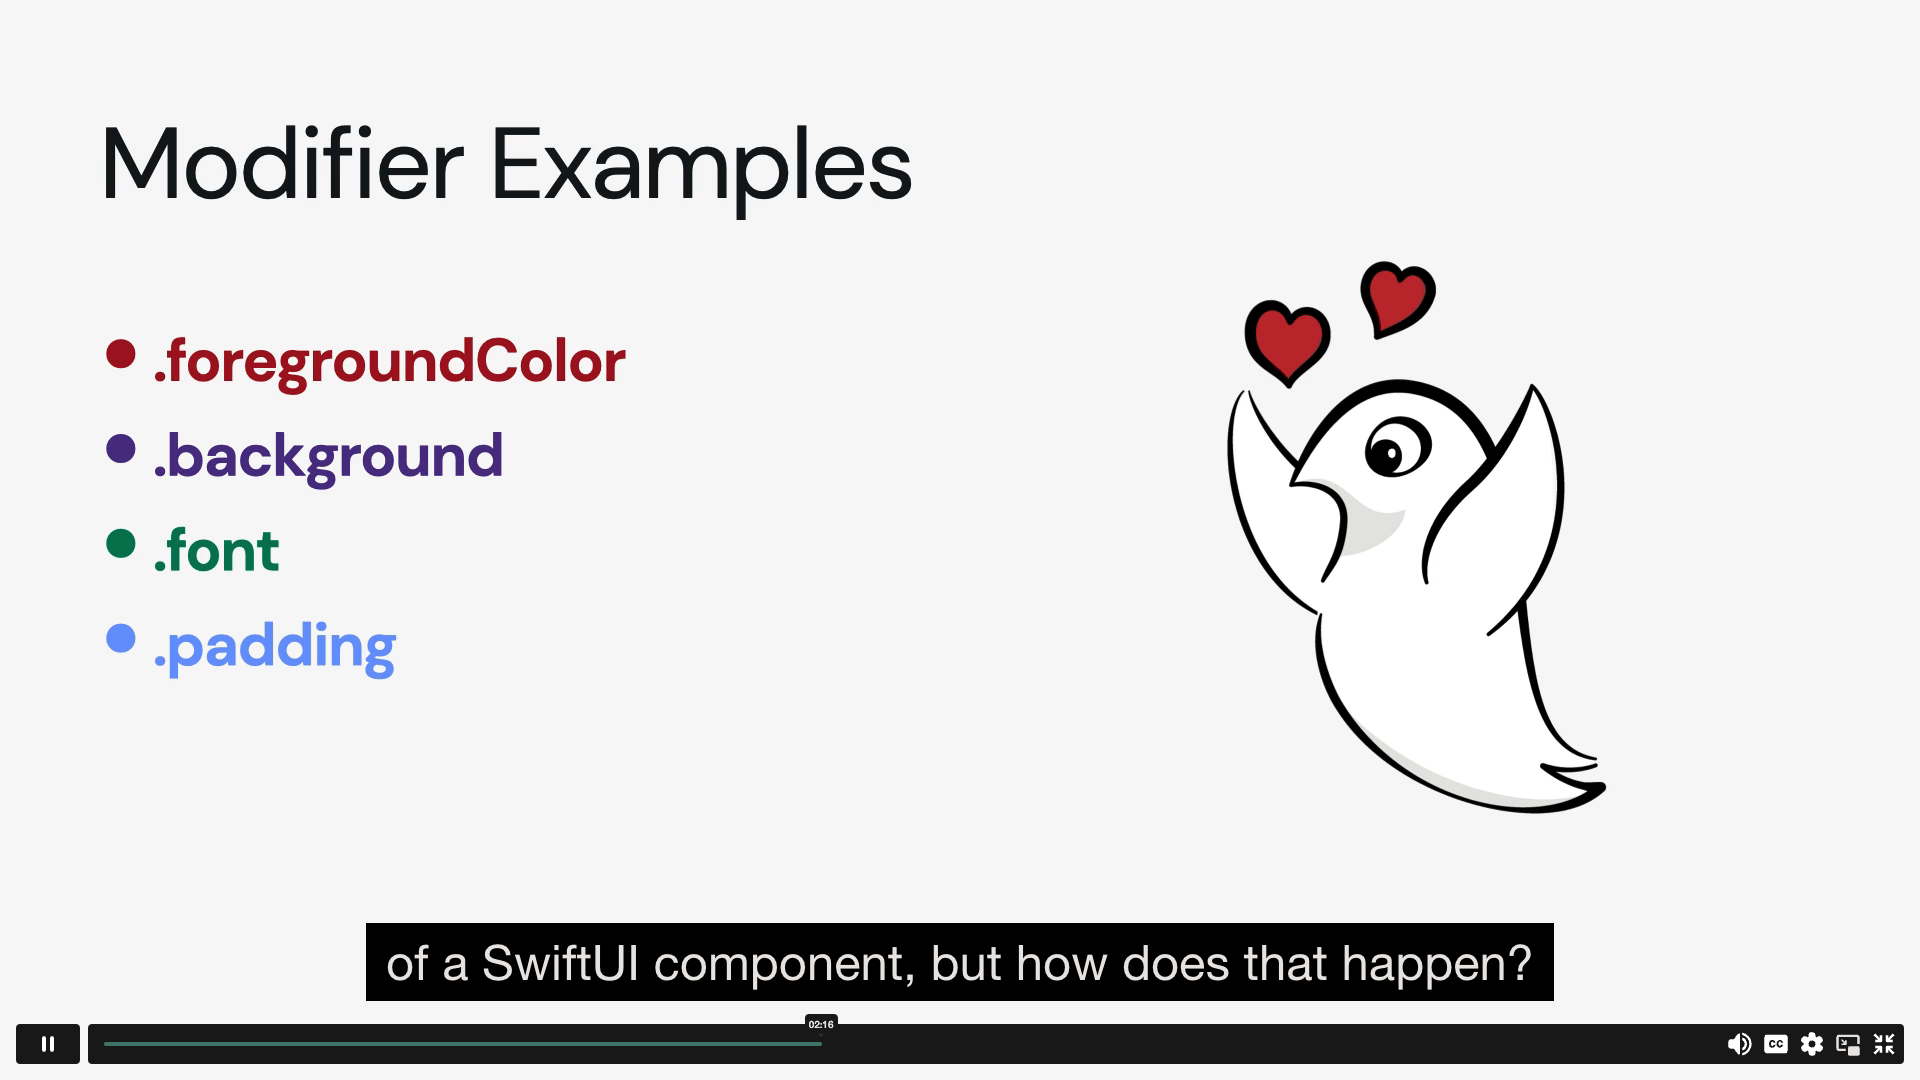 Modifier Examples
.foregroundColor
.background
.font
.padding
of a SwiftUI component, but how does that happen?
02:16
CC